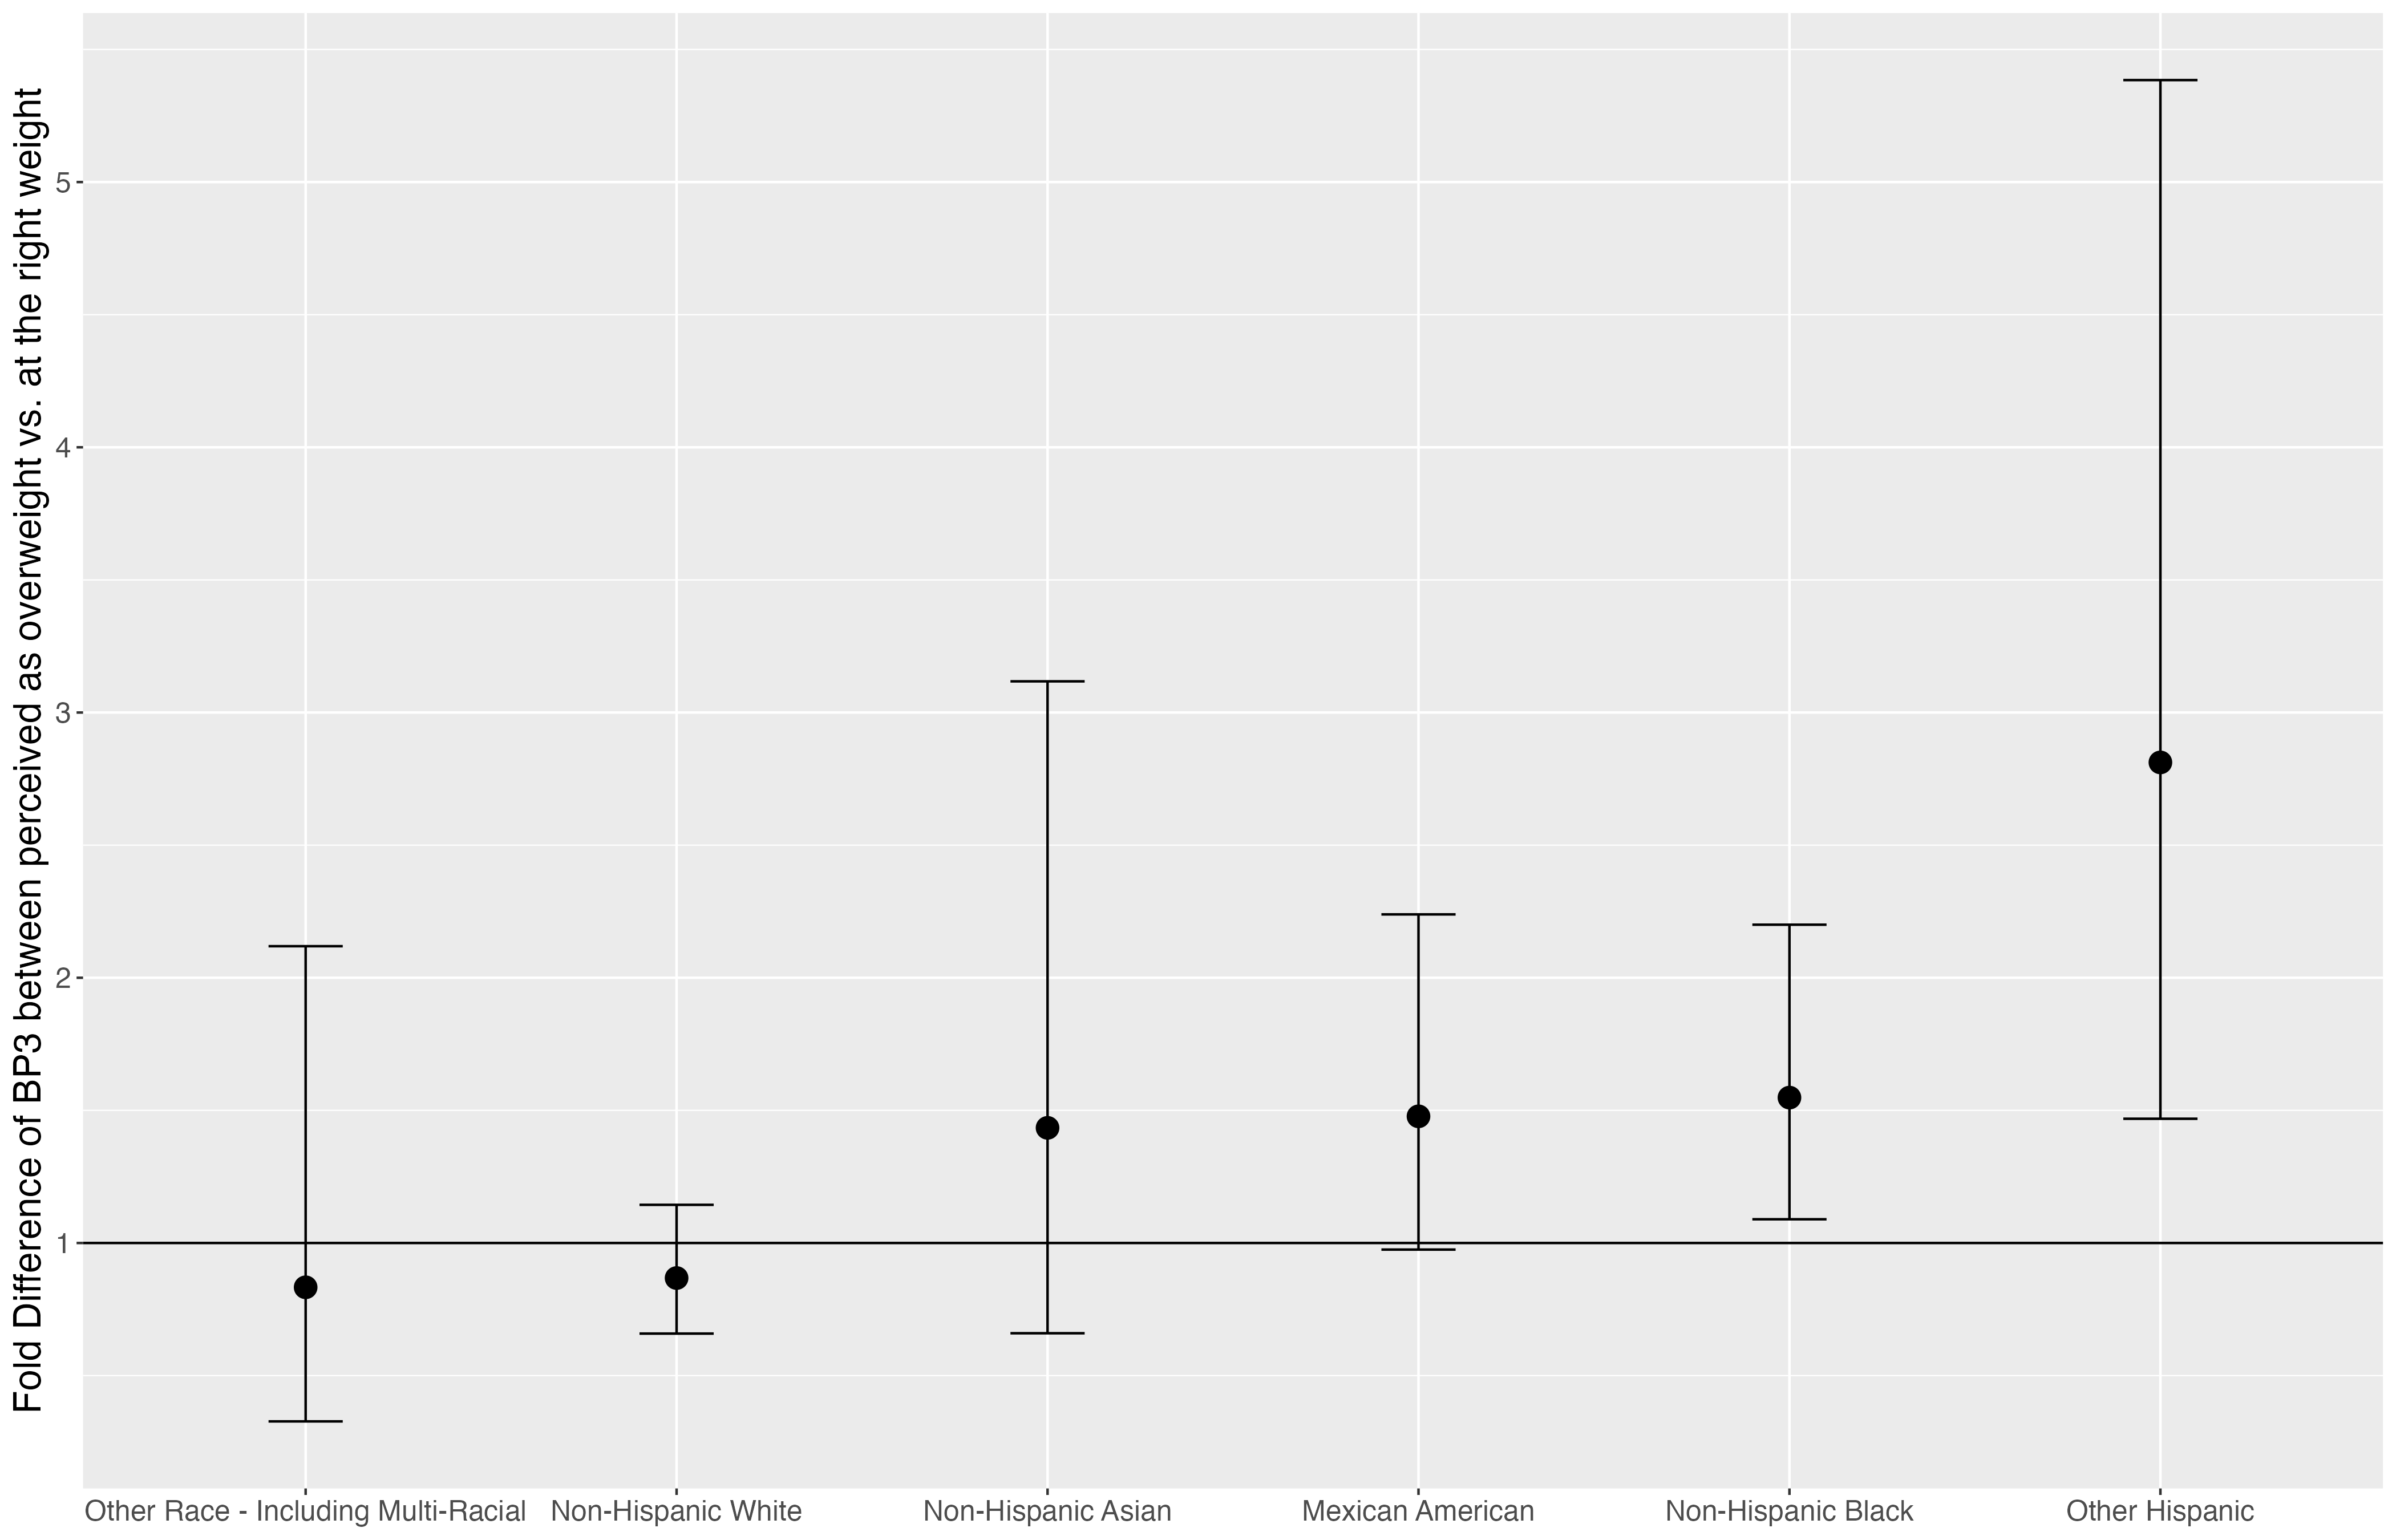 Fold Difference of BP3 between perceived as overweight vs. at the right weight
5
4
3
2
1
Other Race - Including Multi-Racial
Non-Hispanic White
Non-Hispanic Asian
Mexican American
Non-Hispanic Black
Other Hispanic